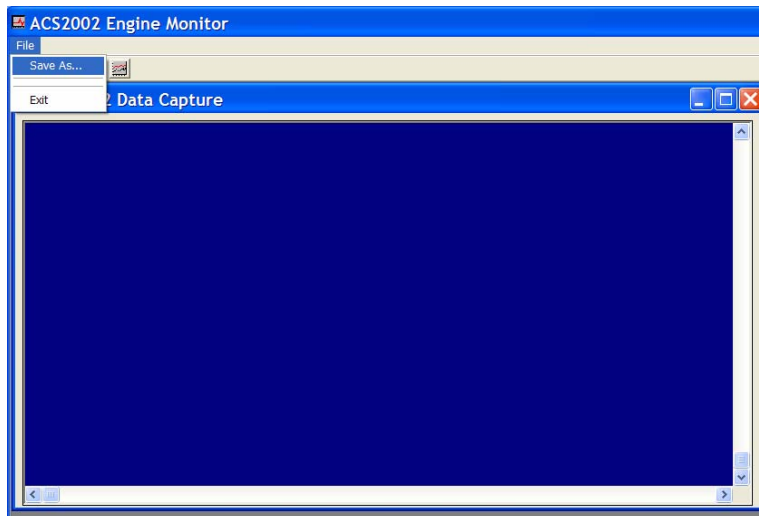 ACS2002 Engine Monitor
File
Save As...
Exit
2 Data Capture